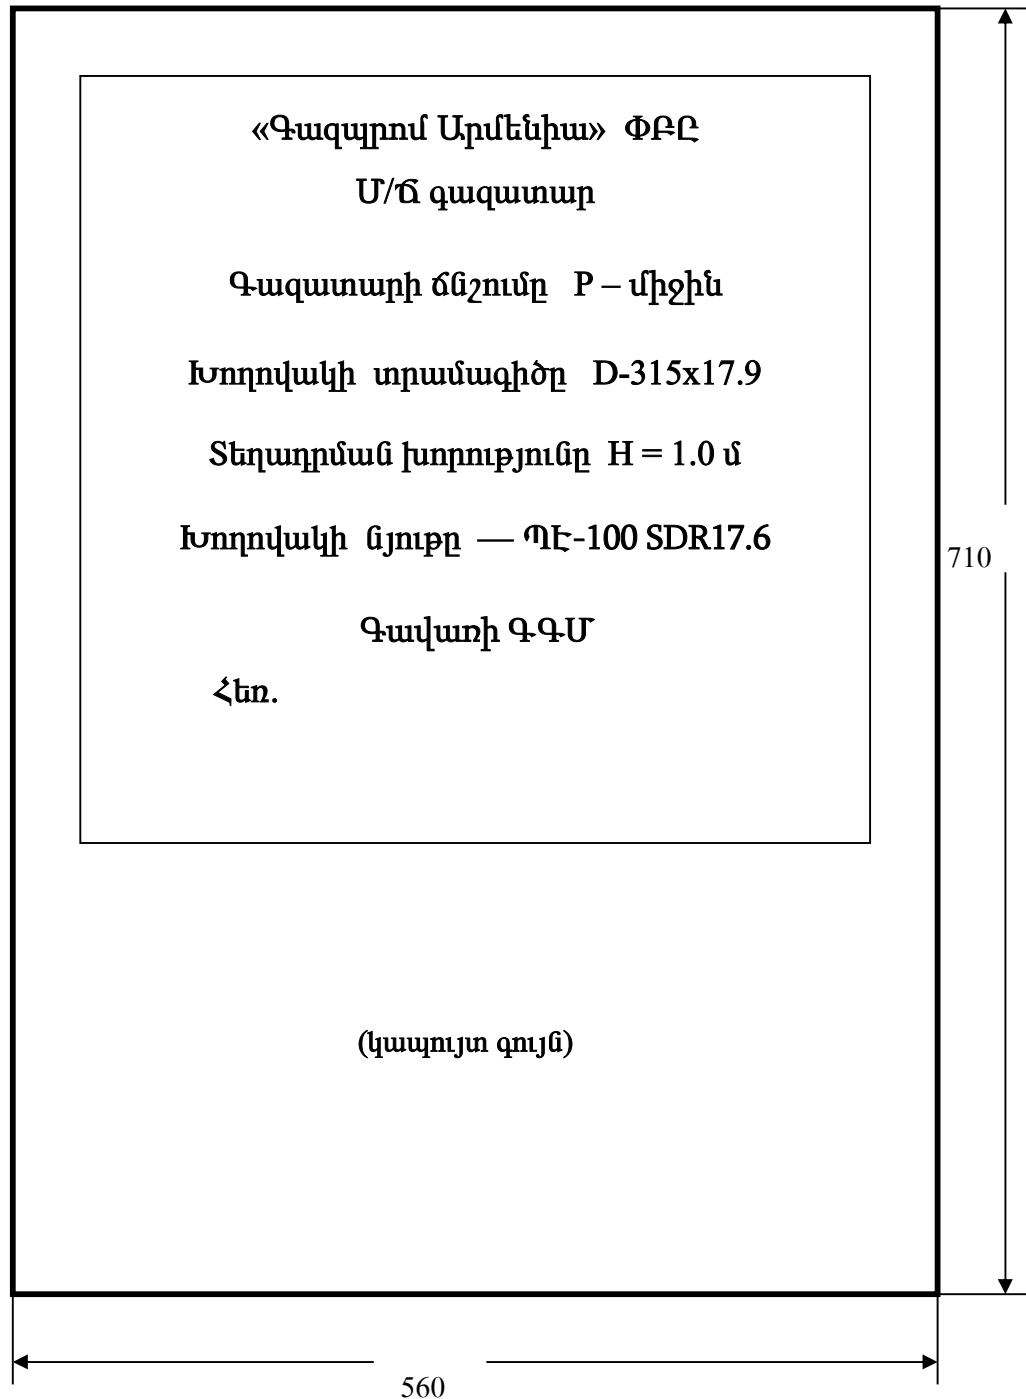 «Գազպրոմ Արմենիա» ՓԲԸ
Մ/Ճ գազատար
Գազատարի ճնշումը P – միջին
Խողովակի տրամագիծը D-315x17.9
Տեղադրման խորությունը H = 1.0 մ
Խողովակի նյութը — ՊԷ-100 SDR17.6
710
Գավառի ԳԳՄ
Հեռ.
(կապույտ գույն)
560